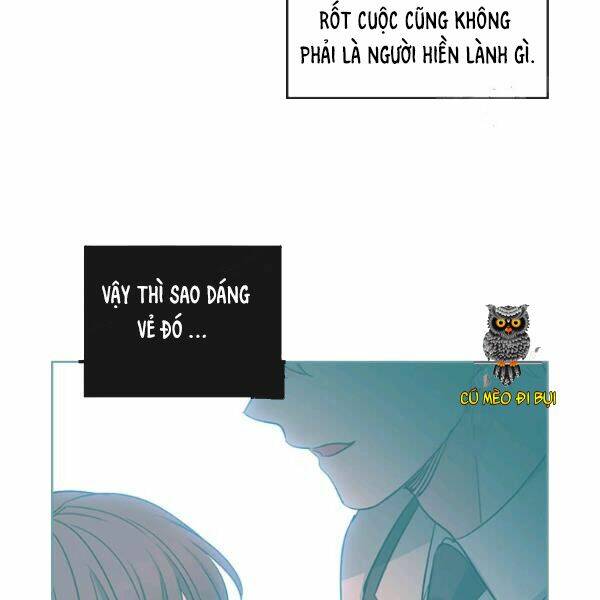 RỐT CUỘC CŨNG KHÔNG
PHẢI LÀ NGƯỜI HIỀN LÀNH GÌ.
VẬY THÌ SAO DÁNG
VẺ ĐÓ ...
CÚ MÈO ĐI BỤI